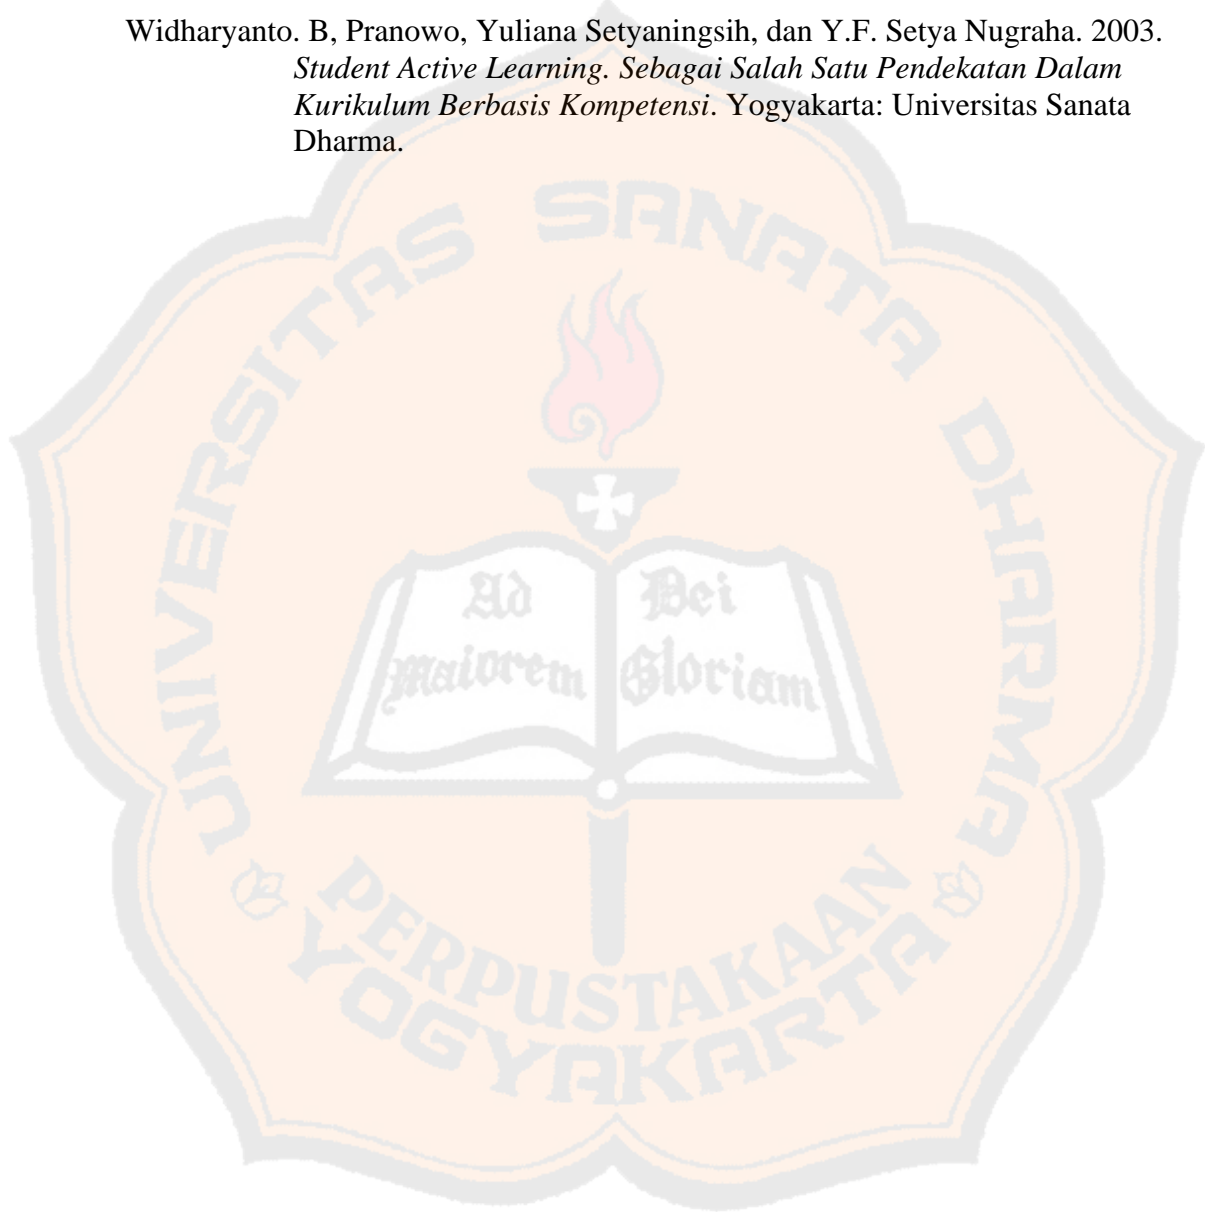 Widharyanto. B, Pranowo, Yuliana Setyaningsih, dan Y.F. Setya Nugraha. 2003.
Student Active Learning. Sebagai Salah Satu Pendekatan Dalam
Kurikulum Berbasis Kompetensi. Yogyakarta: Universitas Sanata
Dharma.
UNIVERSITAS SANATA DHARMA
Ad
maiorem
Dei
Gloriam
PERPUSTAKAAN
YOGYAKARTA